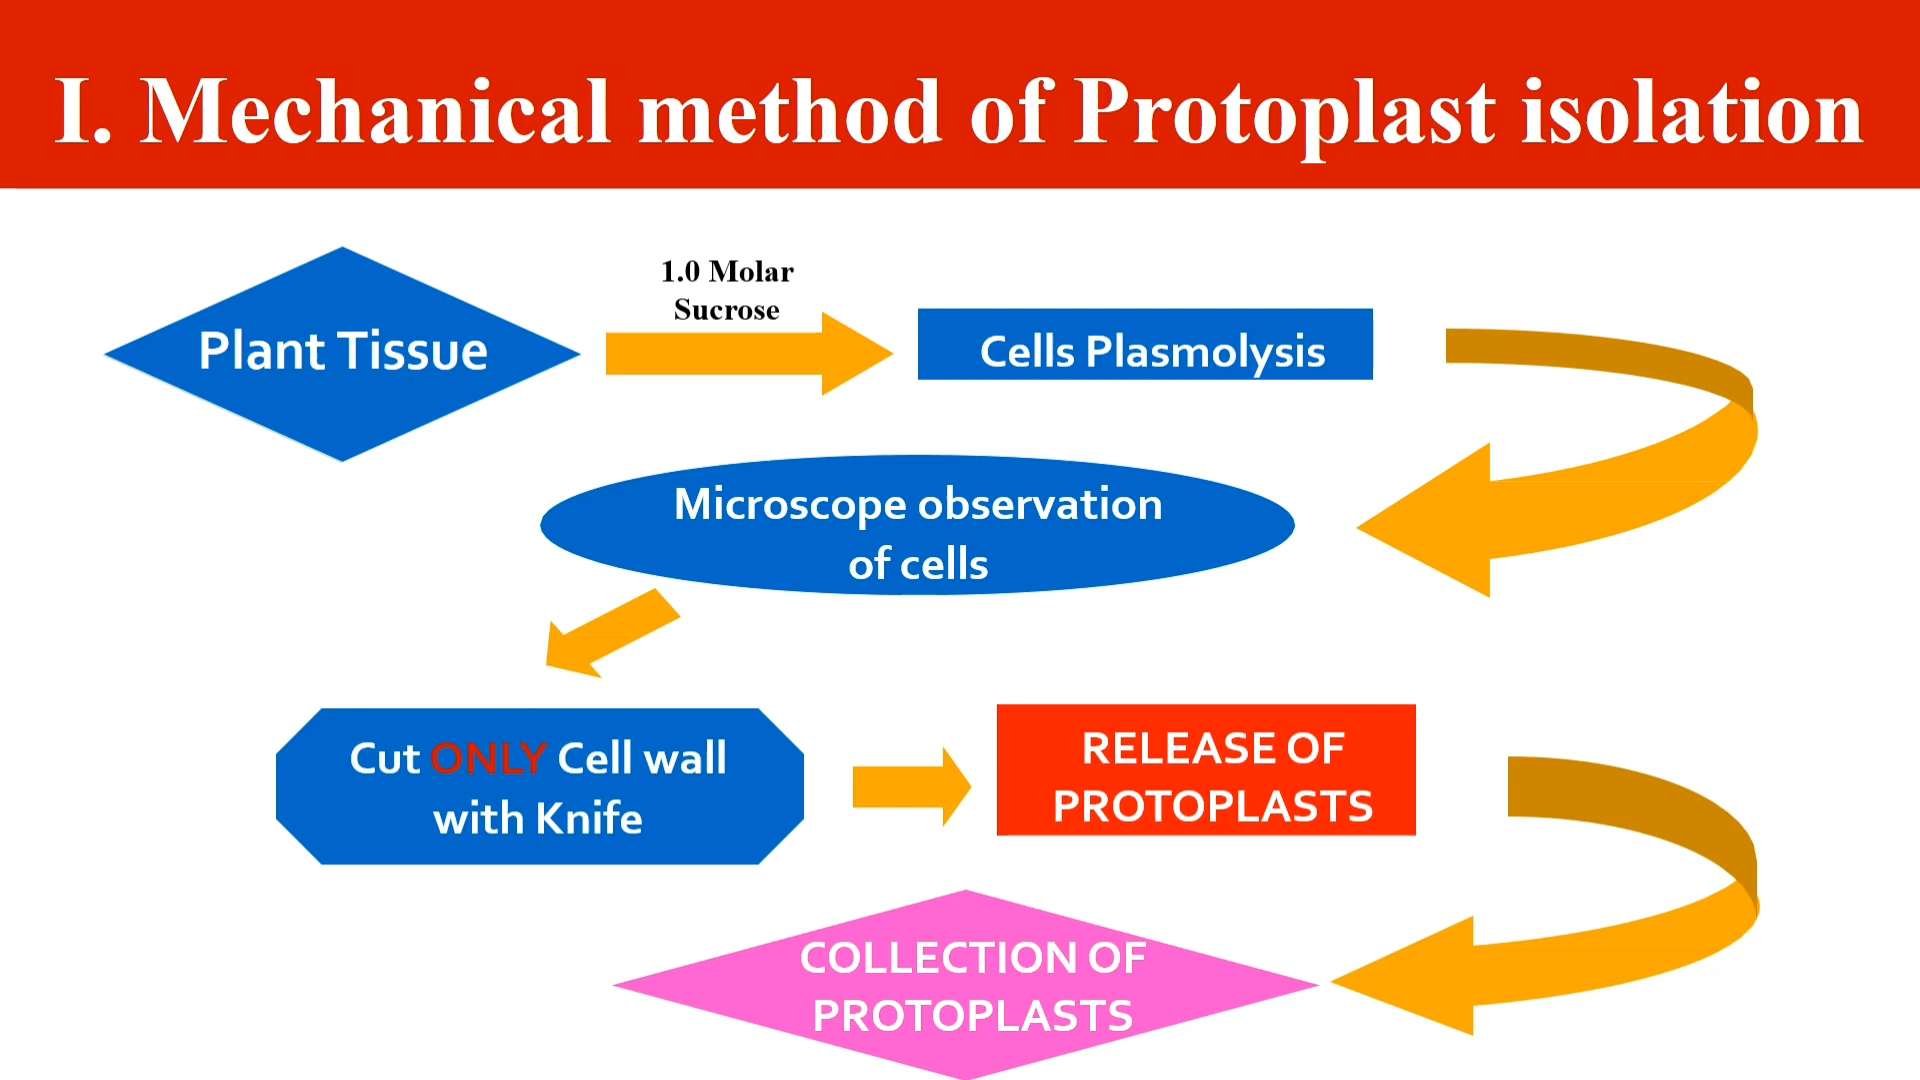 I. Mechanical method of Protoplast isolation
1.0 Molar
Sucrose
Plant Tissue
Cells Plasmolysis
Microscope observation
of cells
Cut ONLY Cell wall
with Knife
RELEASE OF
PROTOPLASTS
COLLECTION OF
PROTOPLASTS